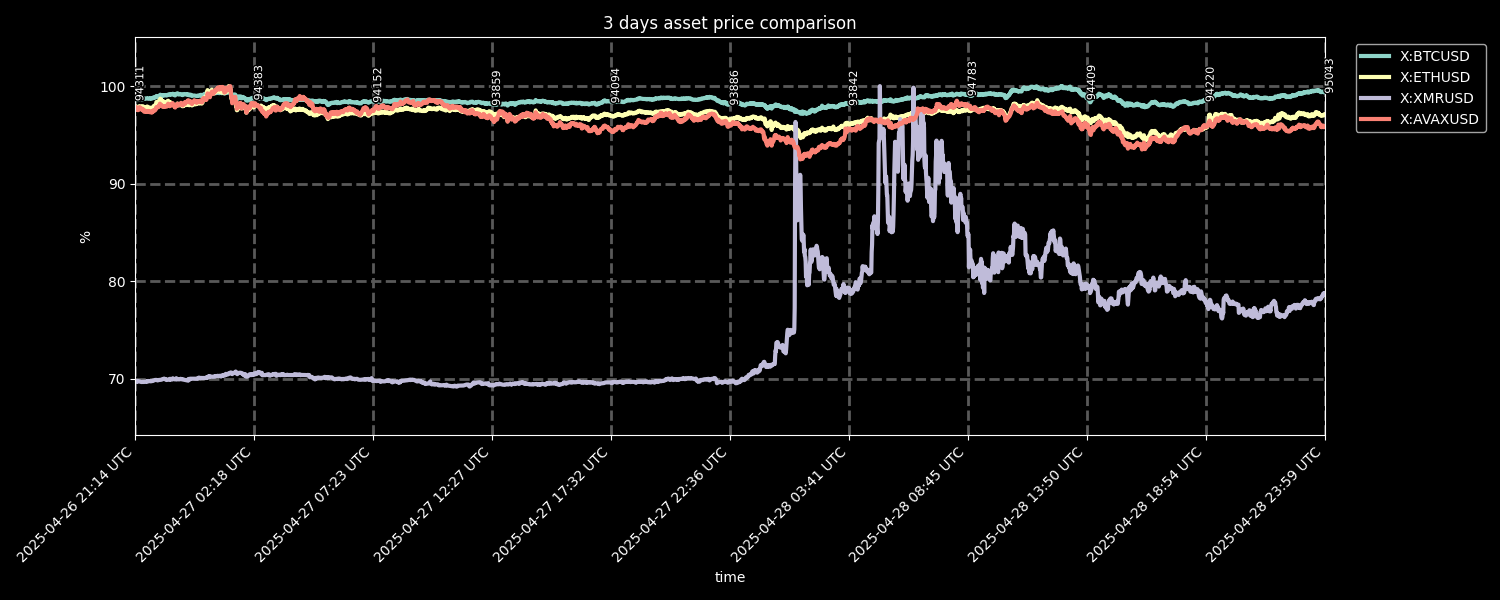 3 days asset price comparison
X:BTCUSD
X:ETHUSD
X:XMRUSD
X:AVAXUSD
100
90
80
70
%
94311
94383
94152
93859
94094
93886
93842
94783
94409
94220
95043
2025-04-26 21:14 UTC
2025-04-27 02:18 UTC
2025-04-27 07:23 UTC
2025-04-27 12:27 UTC
2025-04-27 17:32 UTC
2025-04-27 22:36 UTC
2025-04-28 03:41 UTC
2025-04-28 08:45 UTC
2025-04-28 13:50 UTC
2025-04-28 18:54 UTC
2025-04-28 23:59 UTC
time